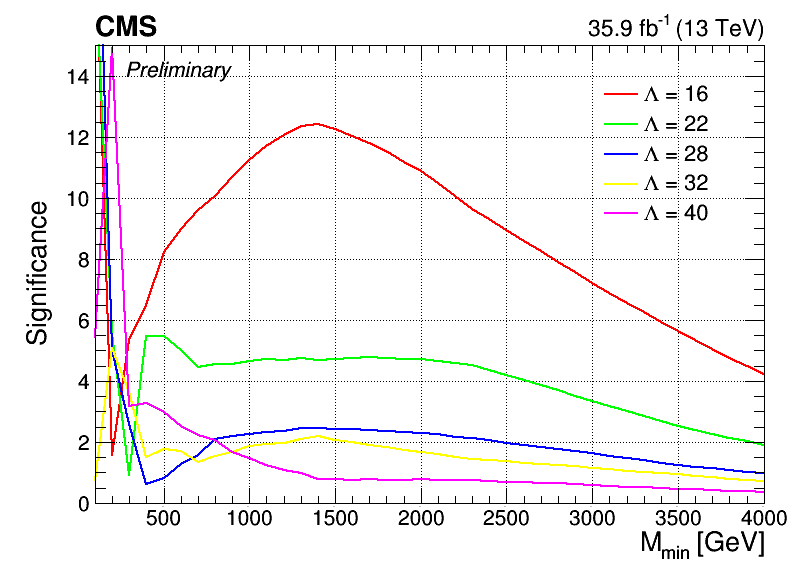 CMS
35.9 fb⁻¹ (13 TeV)
Preliminary
Λ = 16
Λ = 22
Λ = 28
Λ = 32
Λ = 40
Significance
14
12
10
8
6
4
2
0
500 1000 1500 2000 2500 3000 3500 4000
M_min [GeV]